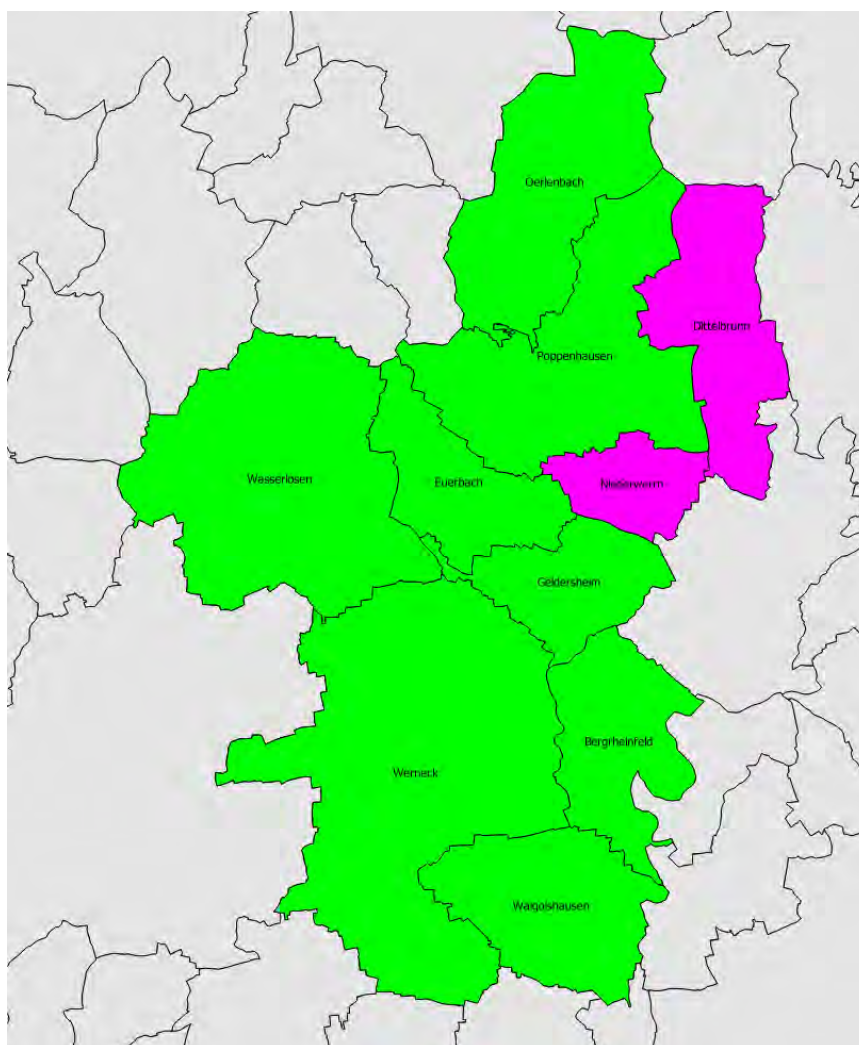 Oerlenbach
Dittelbrunn
Poppenhausen
Wasserlosen
Euerbach
Niederwerrn
Geldersheim
Bergrheinfeld
Werneck
Waigolshausen